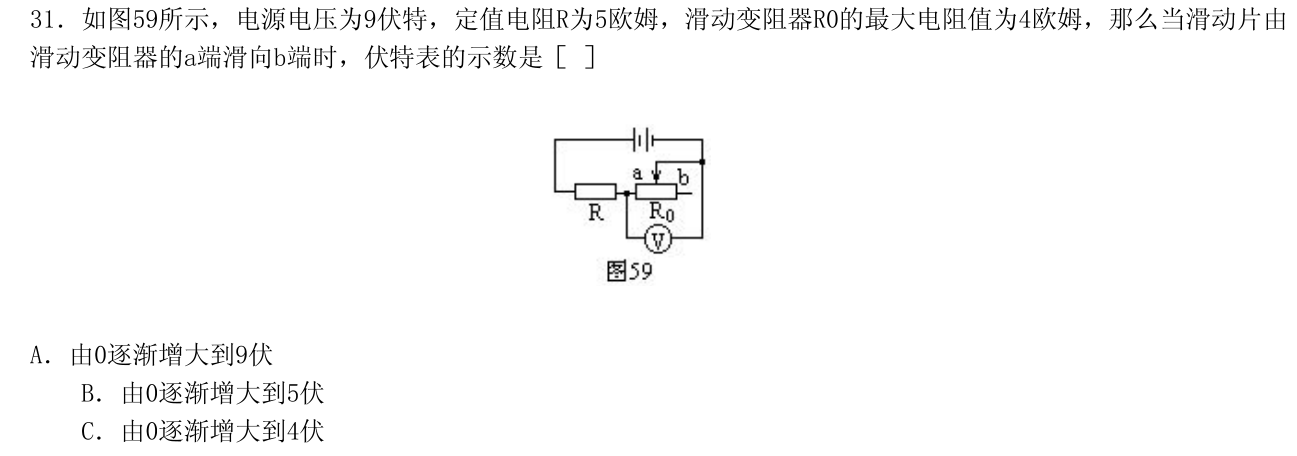 31. 如图59所示，电源电压为9伏特，定值电阻R为5欧姆，滑动变阻器R0的最大电阻值为4欧姆，那么当滑动片由
滑动变阻器的a端滑向b端时，伏特表的示数是［ ］
a b
R R0
V
图59
A. 由0逐渐增大到9伏
B. 由0逐渐增大到5伏
C. 由0逐渐增大到4伏